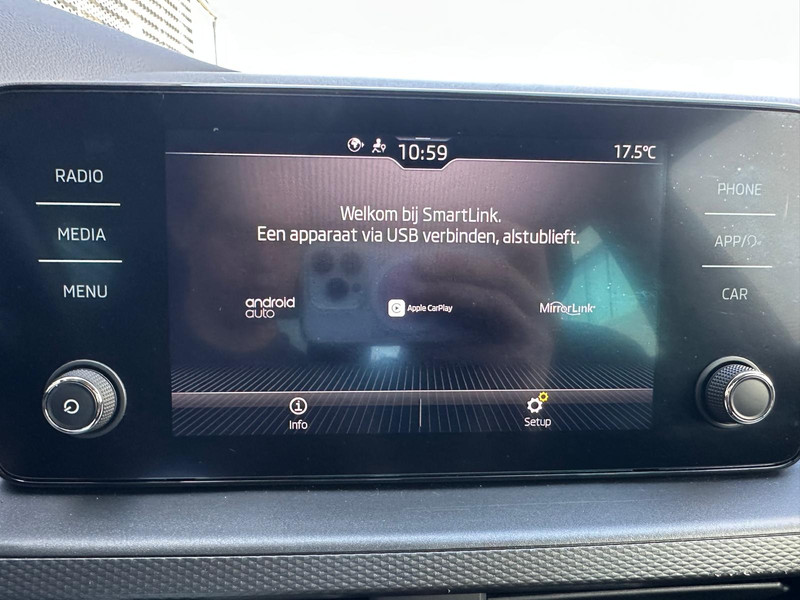 10:59
17.5°C
RADIO
MEDIA
MENU
Welkom bij SmartLink.
Een apparaat via USB verbinden, alstublieft.
android
auto
Apple CarPlay
MirrorLink
Info
Setup
PHONE
APP/
CAR